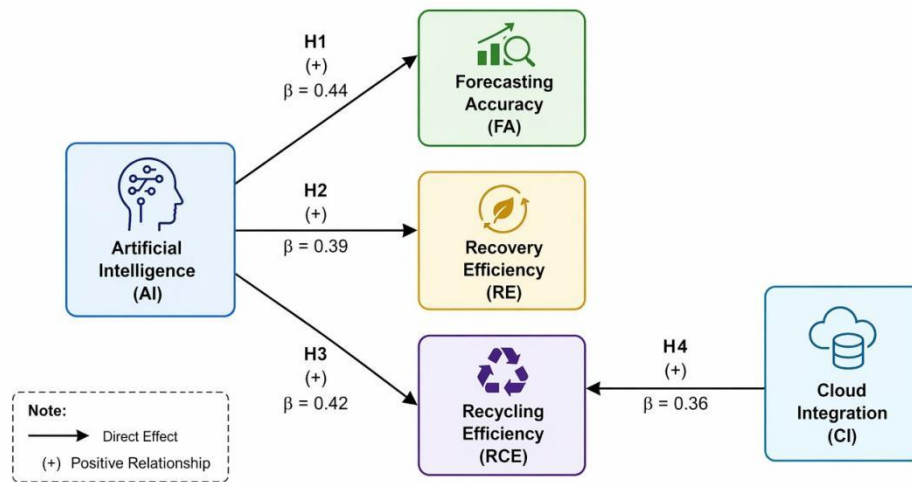 H1
(+)
β = 0.44
Forecasting
Accuracy
(FA)
Artificial
Intelligence
(AI)
H2
(+)
β = 0.39
Recovery
Efficiency
(RE)
H3
(+)
β = 0.42
Recycling
Efficiency
(RCE)
H4
(+)
β = 0.36
Cloud
Integration
(CI)
Note:
Direct Effect
(+) Positive Relationship